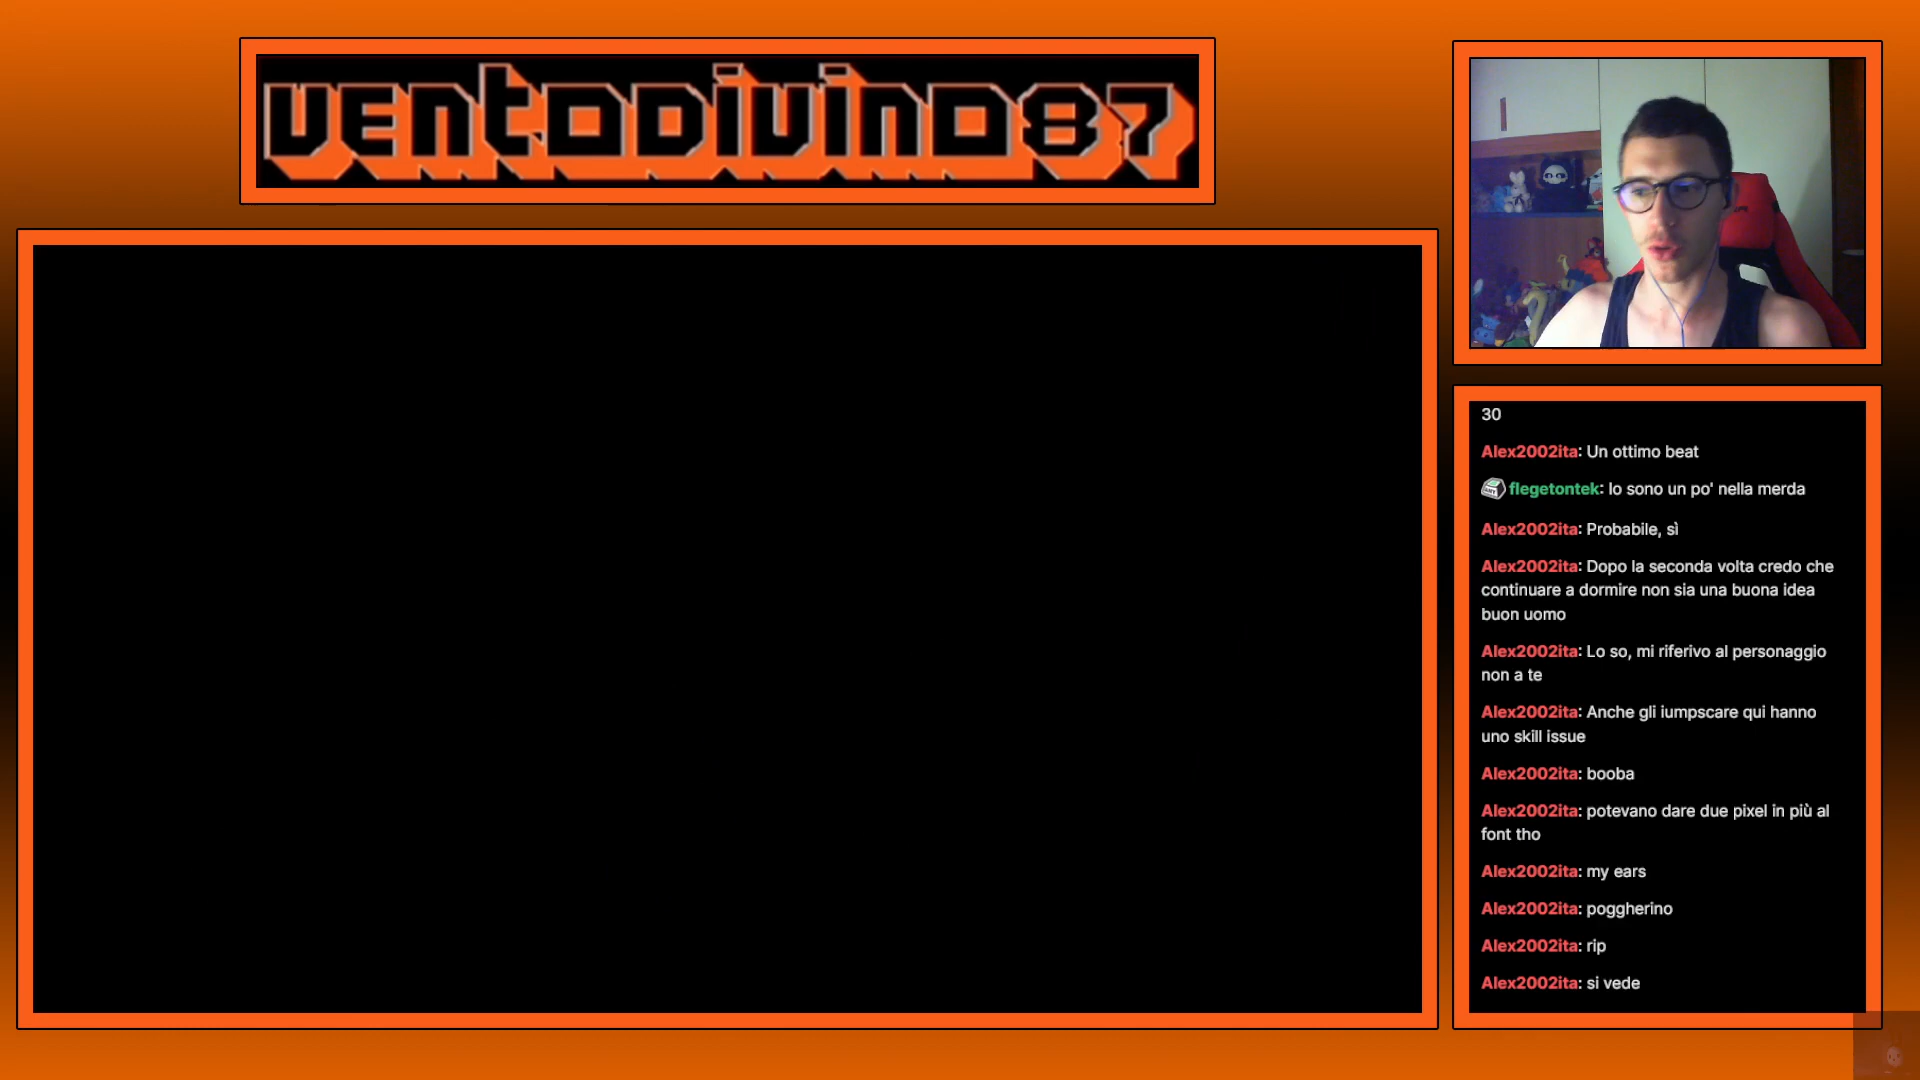 ventodivino87
30
Alex2002ita: Un ottimo beat
flegetontek: Io sono un po' nella merda
Alex2002ita: Probabile, sì
Alex2002ita: Dopo la seconda volta credo che
continuare a dormire non sia una buona idea
buon uomo
Alex2002ita: Lo so, mi riferivo al personaggio
non a te
Alex2002ita: Anche gli iumpscare qui hanno
uno skill issue
Alex2002ita: booba
Alex2002ita: potevano dare due pixel in più al
font tho
Alex2002ita: my ears
Alex2002ita: poggherino
Alex2002ita: rip
Alex2002ita: si vede